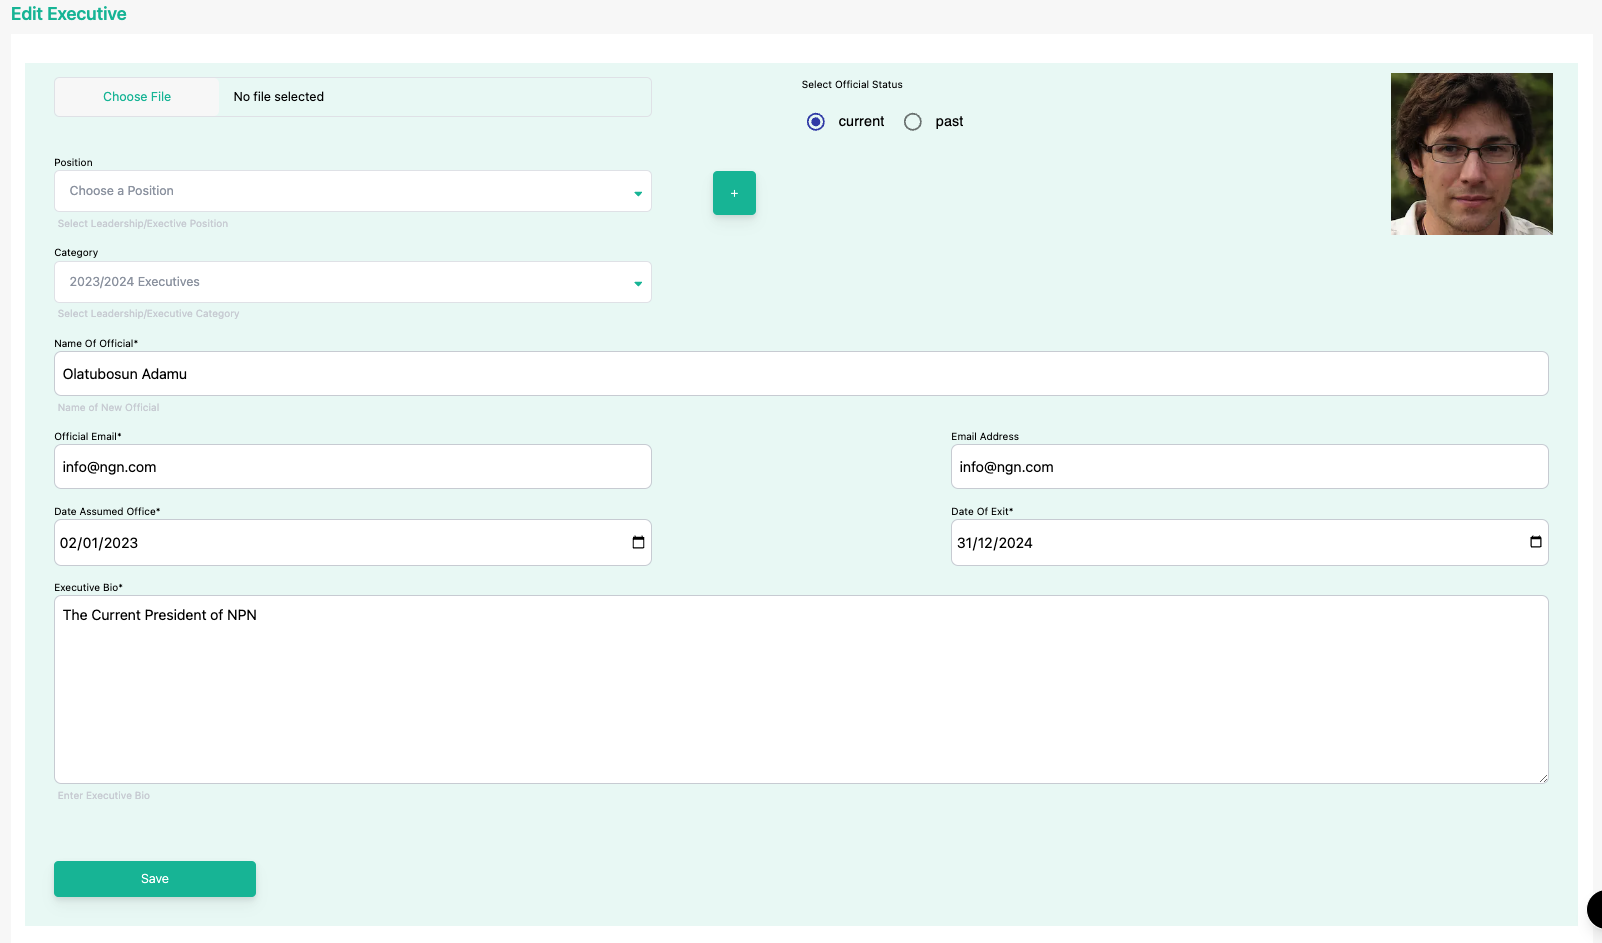 Edit Executive
Choose File No file selected
Select Official Status
current past
Position
Choose a Position
+
Select Leadership/Exective Position
Category
2023/2024 Executives
Select Leadership/Executive Category
Name Of Official*
Olatubosun Adamu
Name of New Official
Official Email* Email Address
info@ngn.com info@ngn.com
Date Assumed Office* Date Of Exit*
02/01/2023 31/12/2024
Executive Bio*
The Current President of NPN
Enter Executive Bio
Save